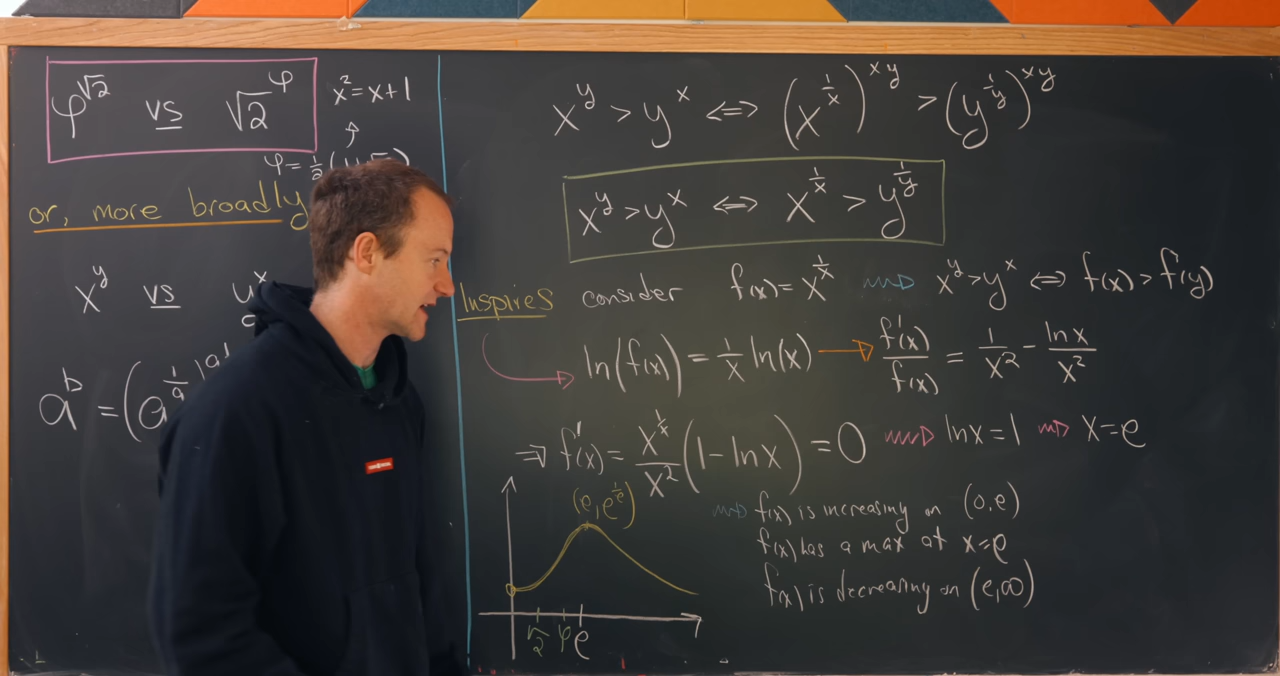 φ^√2 vs √2^φ
x²=x+1
φ=½(
or, more broadly
x^y vs y^x
a^b = (a^(1/a))^a
x^y > y^x ⟺ (x^(1/x))^(xy) > (y^(1/y))^(xy)
x^y > y^x ⟺ x^(1/x) > y^(1/y)
Inspires consider f(x) = x^(1/x) ⇝ x^y > y^x ⟺ f(x) > f(y)
ln(f(x)) = 1/x ln(x) → f'(x)/f(x) = 1/x² - ln x/x²
⇒ f'(x) = x^(1/x)/x² (1 - ln x) = 0 ⇝ ln x = 1 ⇝ x = e
(e, e^(1/e))
⇝ f(x) is increasing on (0,e)
f(x) has a max at x=e
f(x) is decreasing on (e,∞)
√2 φ e